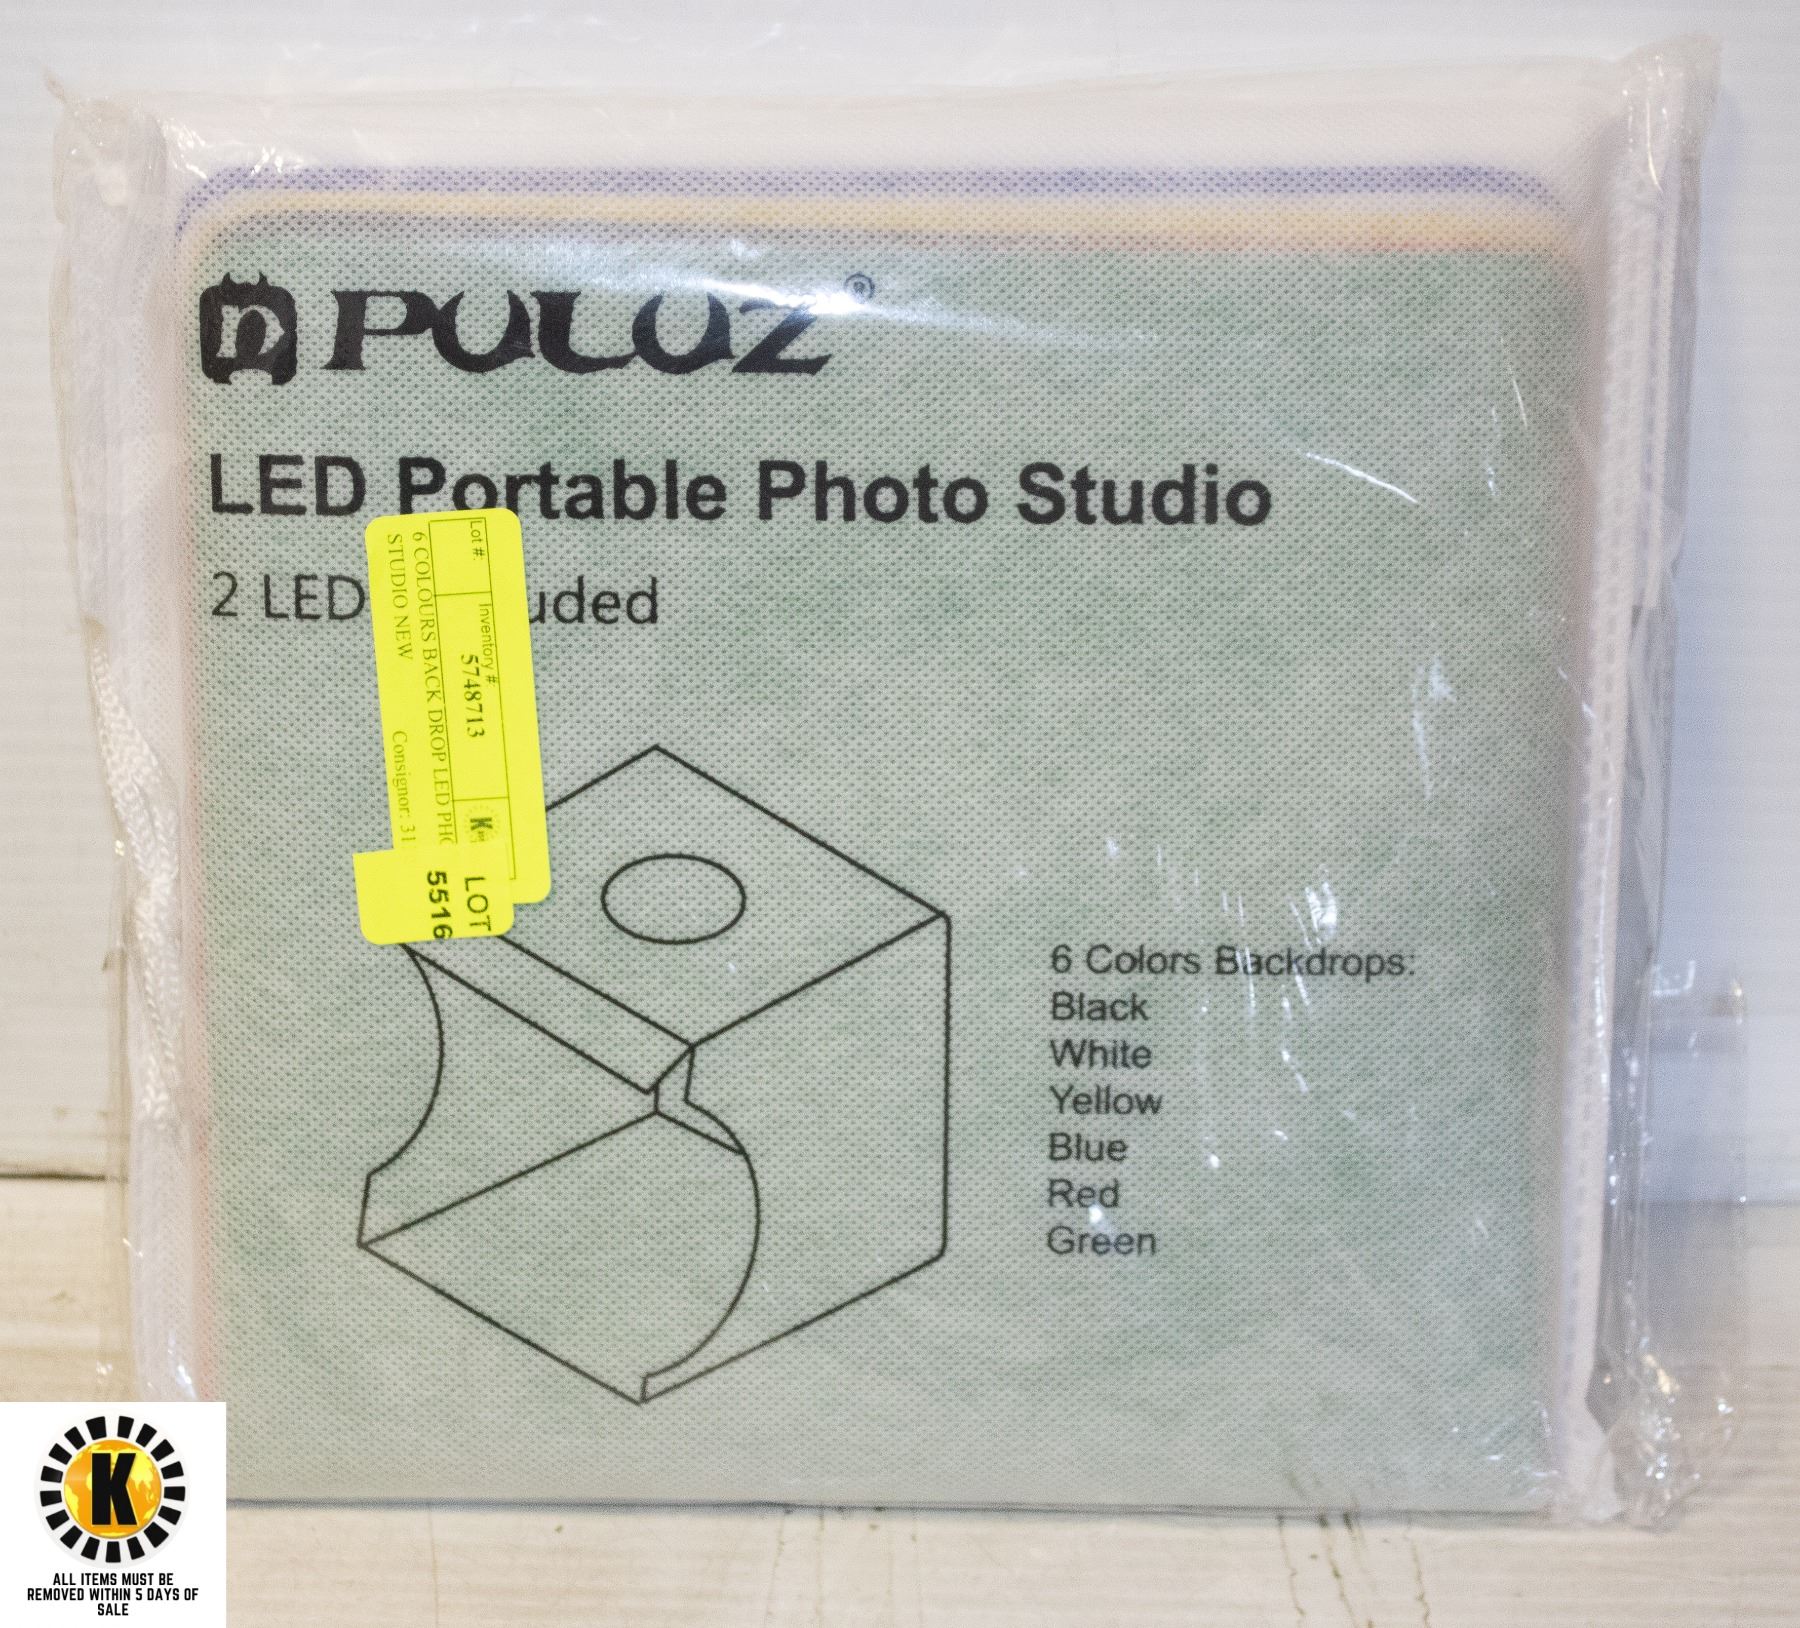 n PULUZ®
LED Portable Photo Studio
2 LED uded
Lot #:
Inventory #
5748713
6 COLOURS BACK DROP LED PHO
STUDIO NEW
Consignor: 31
K
LOT
5516
6 Colors Backdrops:
Black
White
Yellow
Blue
Red
Green
K
ALL ITEMS MUST BE
REMOVED WITHIN 5 DAYS OF
SALE